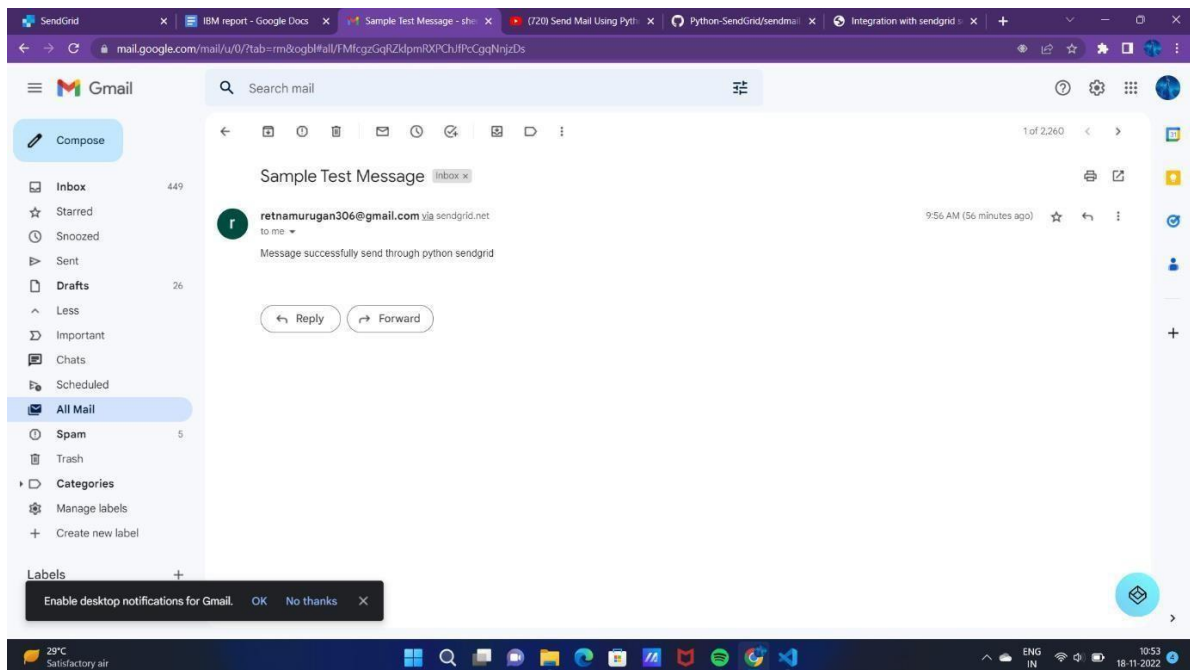 SendGrid
IBM report - Google Docs
Sample Test Message - she
(720) Send Mail Using Pyth
Python-SendGrid/sendmail
Integration with sendgrid s
mail.google.com/mail/u/0/?tab=rm&ogbl#all/FMfcgzGqRZldpmRXPChJfPcCgqNnjzDs
Gmail
Search mail
Compose
1 of 2,260
Sample Test Message Inbox x
Inbox 449
Starred
Snoozed
Sent
Drafts 26
Less
Important
Chats
Scheduled
All Mail
Spam 5
Trash
Categories
Manage labels
Create new label
Labels
retnamurugan306@gmail.com via sendgrid.net
9:56 AM (56 minutes ago)
to me
Message successfully send through python sendgrid
Reply
Forward
Enable desktop notifications for Gmail. OK No thanks
29°C
Satisfactory air
ENG
IN
10:53
18-11-2022
4
r
31